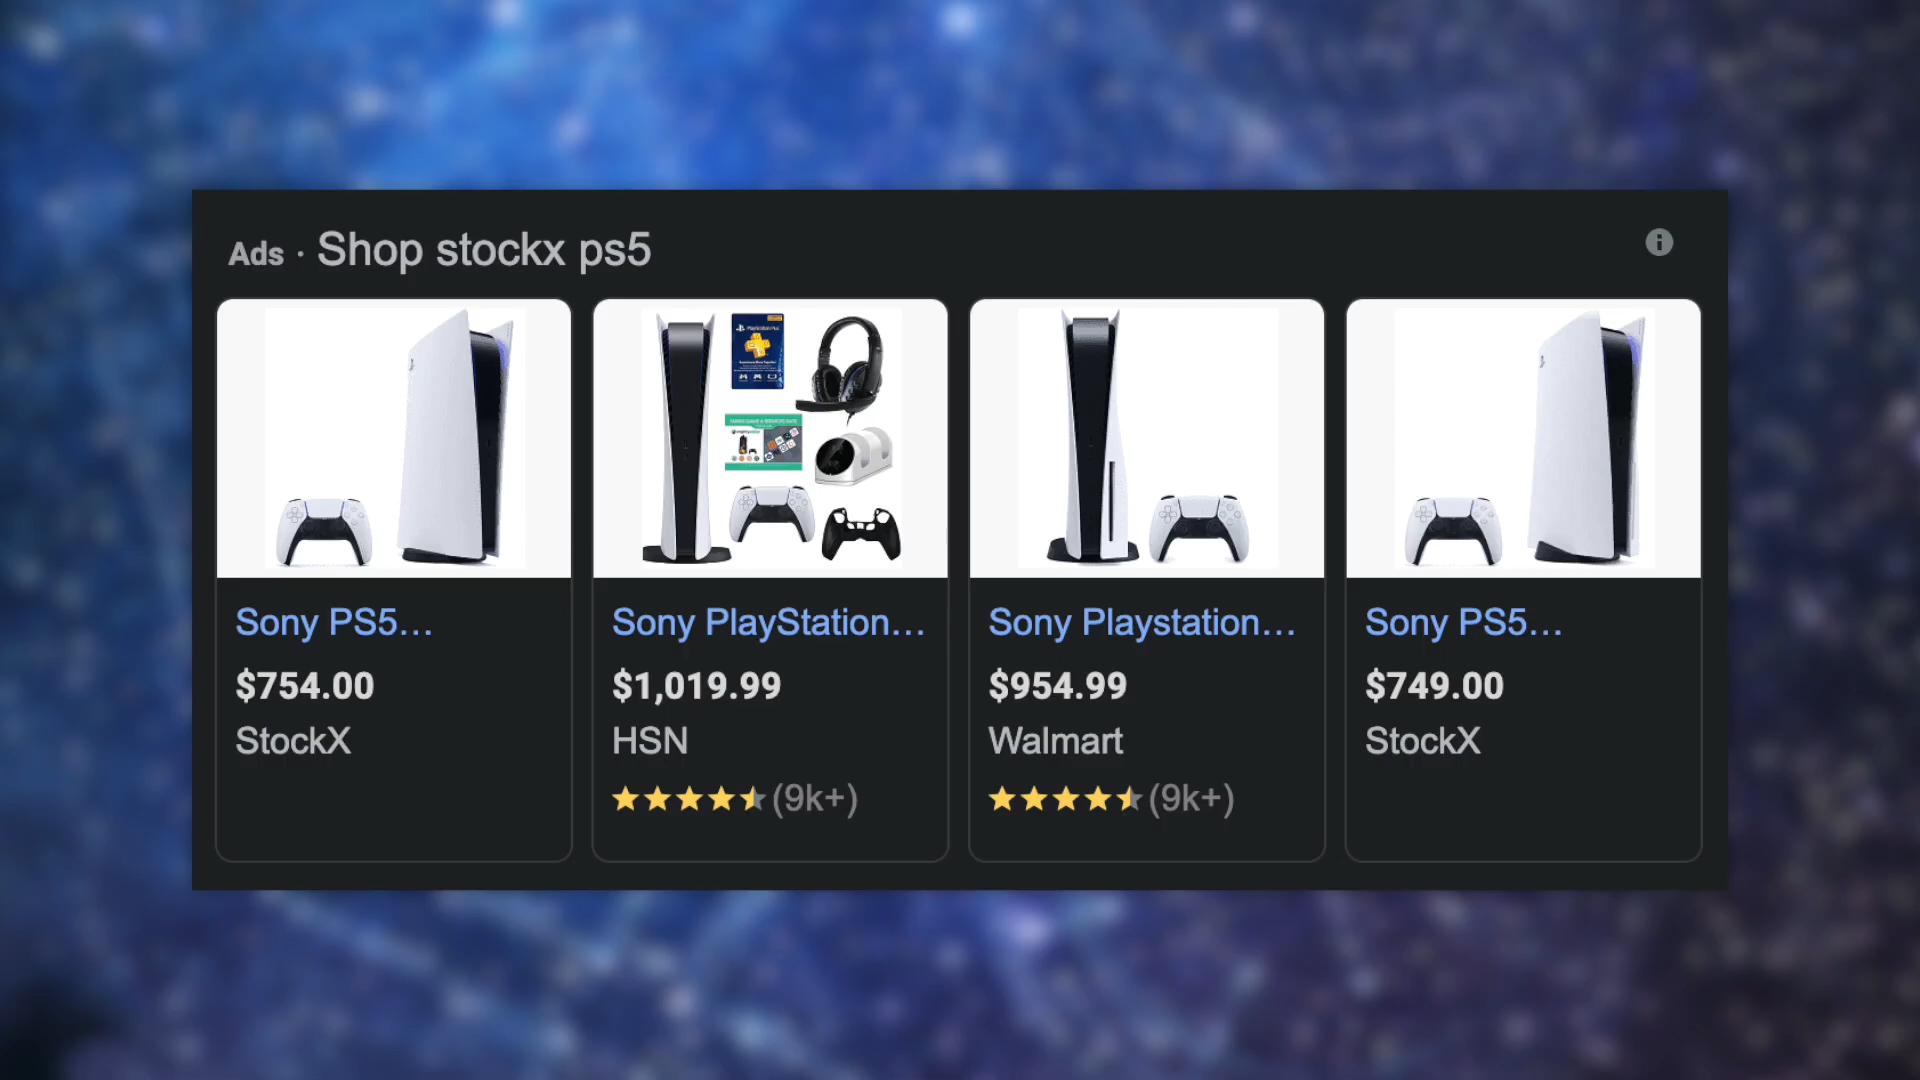 Ads · Shop stockx ps5
Sony PS5...
$754.00
StockX
Sony PlayStation...
$1,019.99
HSN
(9k+)
Sony Playstation...
$954.99
Walmart
(9k+)
Sony PS5...
$749.00
StockX